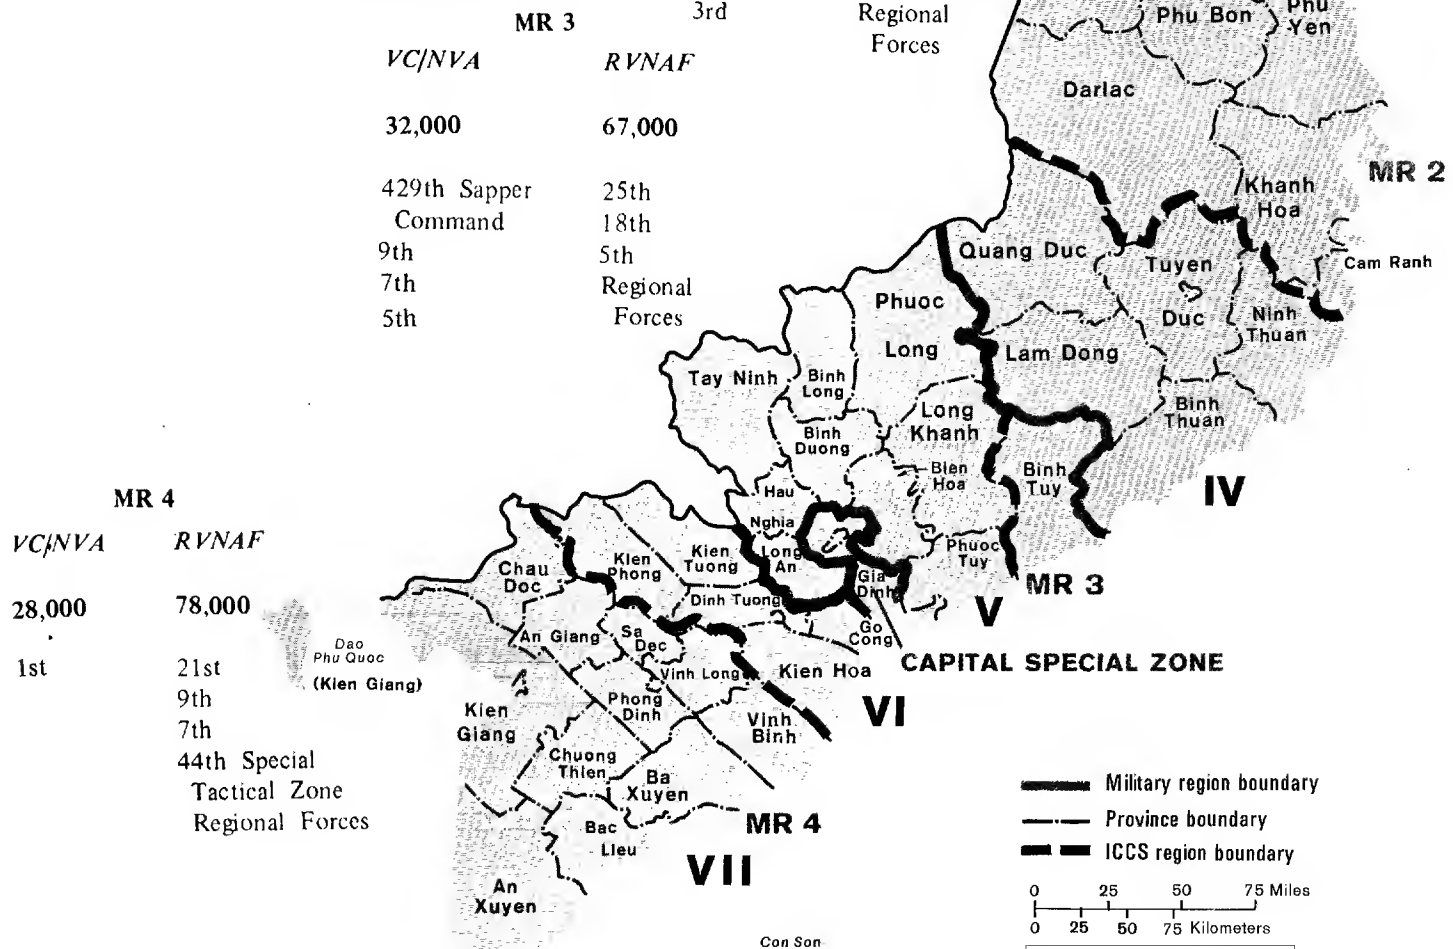 3rd
Regional
Forces
MR 3
VC/NVA
RVNAF
32,000
67,000
429th Sapper
Command
9th
7th
5th
25th
18th
5th
Regional
Forces
MR 4
VC/NVA
RVNAF
28,000
78,000
1st
21st
9th
7th
44th Special
Tactical Zone
Regional Forces
Phu Bon
Phu
Yen
Darlac
MR 2
Khanh
Hoa
Cam Ranh
Quang Duc
Tuyen
Duc
Ninh
Thuan
Phuoc
Long
Lam Dong
Tay Ninh
Binh
Long
Long
Khanh
Binh
Thuan
Binh
Duong
Bien
Hoa
Binh
Tuy
IV
Hau
Nghia
Long
An
Phuoc
Tuy
MR 3
V
Gia
Dinh
Go
Cong
CAPITAL SPECIAL ZONE
Chau
Doc
Kien
Phong
Kien
Tuong
Dinh Tuong
An Giang
Sa
Dec
Vinh Long
Kien Hoa
VI
Dao
Phu Quoc
(Kien Giang)
Kien
Giang
Phong
Dinh
Vinh
Binh
Chuong
Thien
Ba
Xuyen
MR 4
Bac
Lieu
VII
An
Xuyen
Con Son
Military region boundary
Province boundary
ICCS region boundary
0 25 50 75 Miles
0 25 50 75 Kilometers